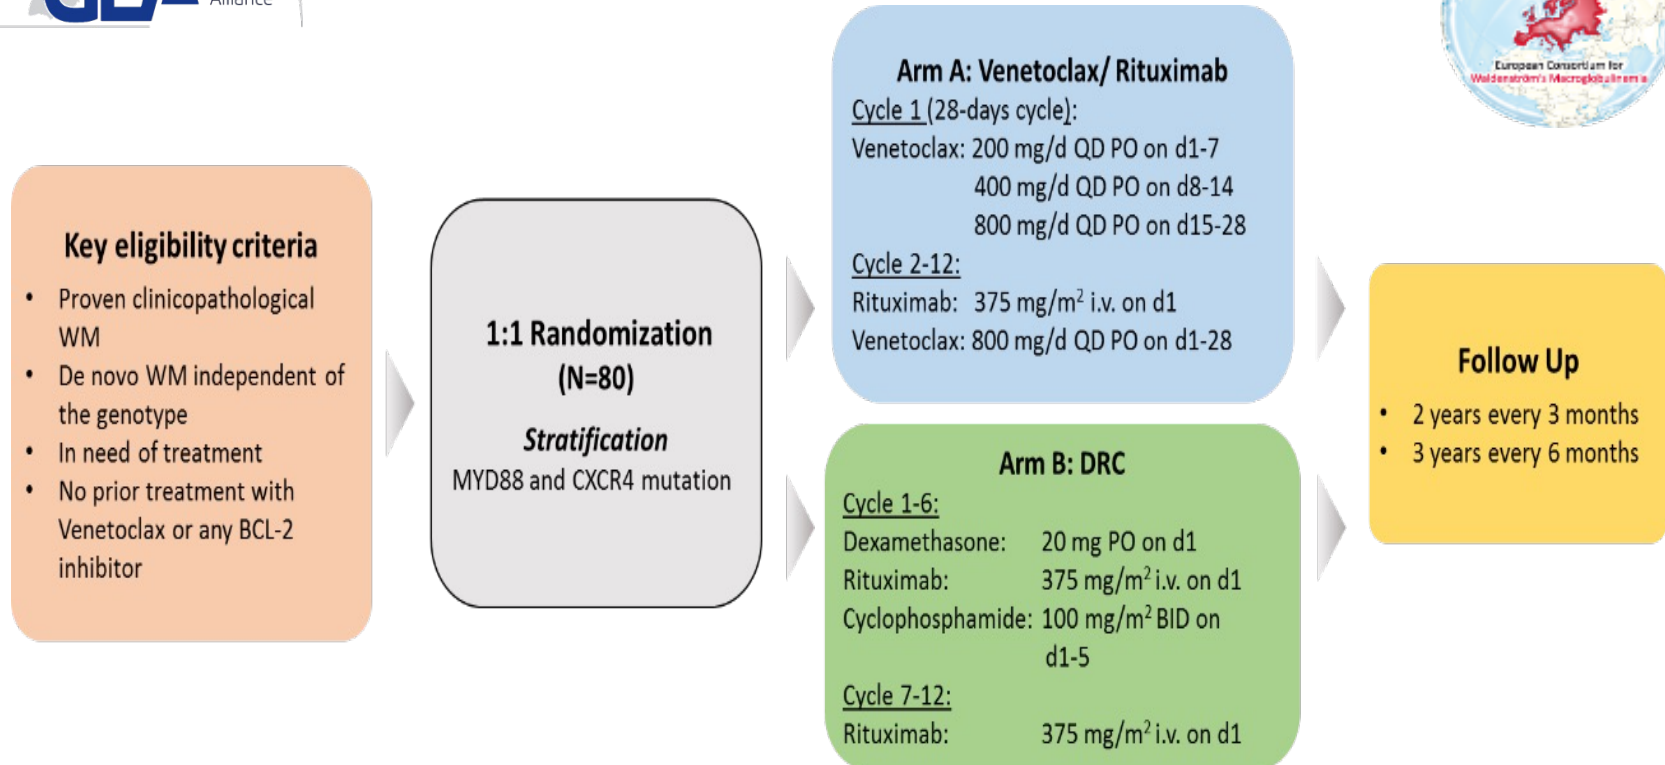 Alliance
European Consortium for
Waldenström's Macroglobulinemia
Key eligibility criteria
• Proven clinicopathological
WM
• De novo WM independent of
the genotype
• In need of treatment
• No prior treatment with
Venetoclax or any BCL-2
inhibitor
1:1 Randomization
(N=80)
Stratification
MYD88 and CXCR4 mutation
Arm A: Venetoclax/ Rituximab
Cycle 1 (28-days cycle):
Venetoclax: 200 mg/d QD PO on d1-7
400 mg/d QD PO on d8-14
800 mg/d QD PO on d15-28
Cycle 2-12:
Rituximab: 375 mg/m² i.v. on d1
Venetoclax: 800 mg/d QD PO on d1-28
Arm B: DRC
Cycle 1-6:
Dexamethasone: 20 mg PO on d1
Rituximab: 375 mg/m² i.v. on d1
Cyclophosphamide: 100 mg/m² BID on
d1-5
Cycle 7-12:
Rituximab: 375 mg/m² i.v. on d1
Follow Up
• 2 years every 3 months
• 3 years every 6 months